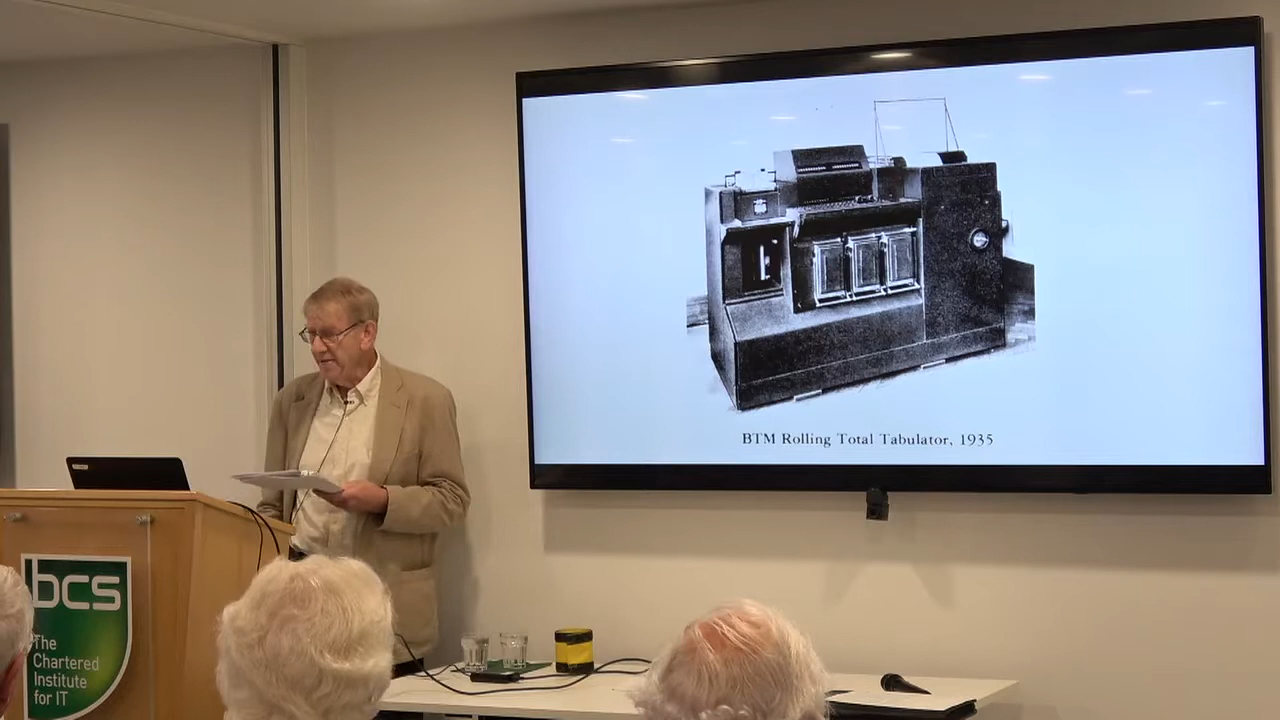 BTM Rolling Total Tabulator, 1935
bcs
The
Chartered
Institute
for IT